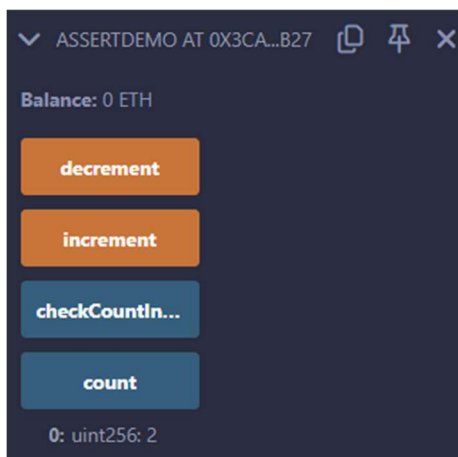 ASSERTDEMO AT 0X3CA...B27
Balance: 0 ETH
decrement
increment
checkCountIn...
count
0: uint256: 2